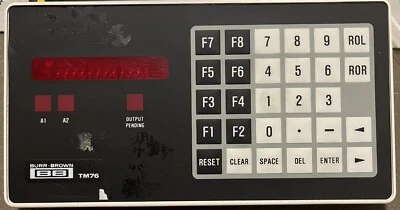 F7 F8 7 8 9 ROL
F5 F6 4 5 6 ROR
F3 F4 1 2 3
A1 A2 OUTPUT PENDING
F1 F2 0 . – ◄
RESET CLEAR SPACE DEL ENTER ►
BURR-BROWN
BB TM76